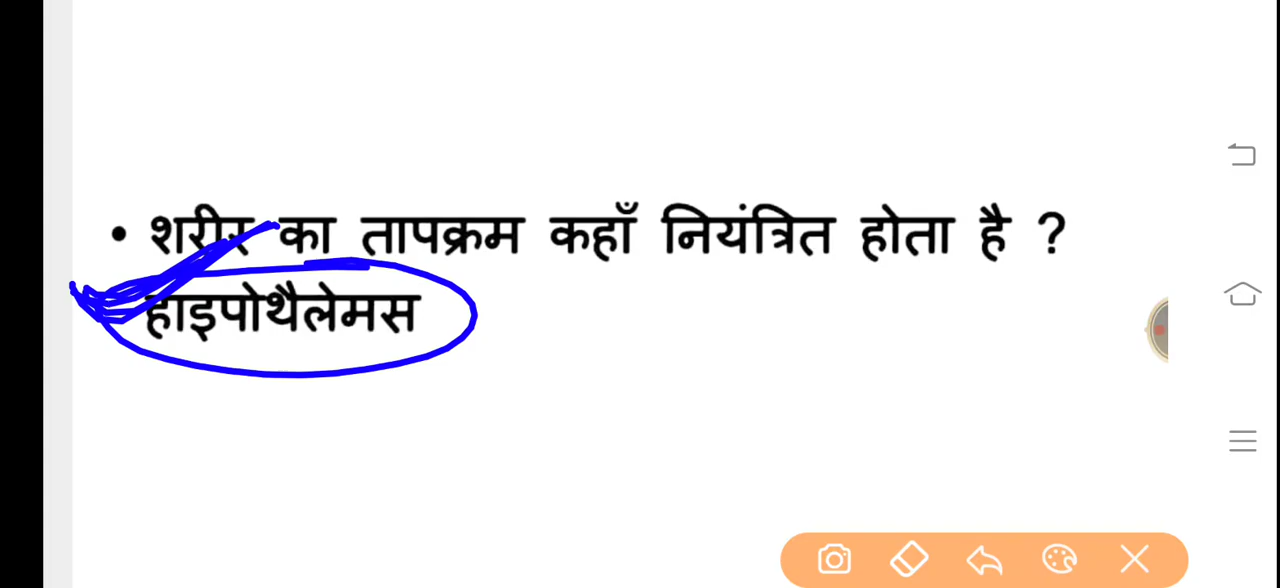 • शरीर का तापक्रम कहाँ नियंत्रित होता है ?
हाइपोथैलेमस